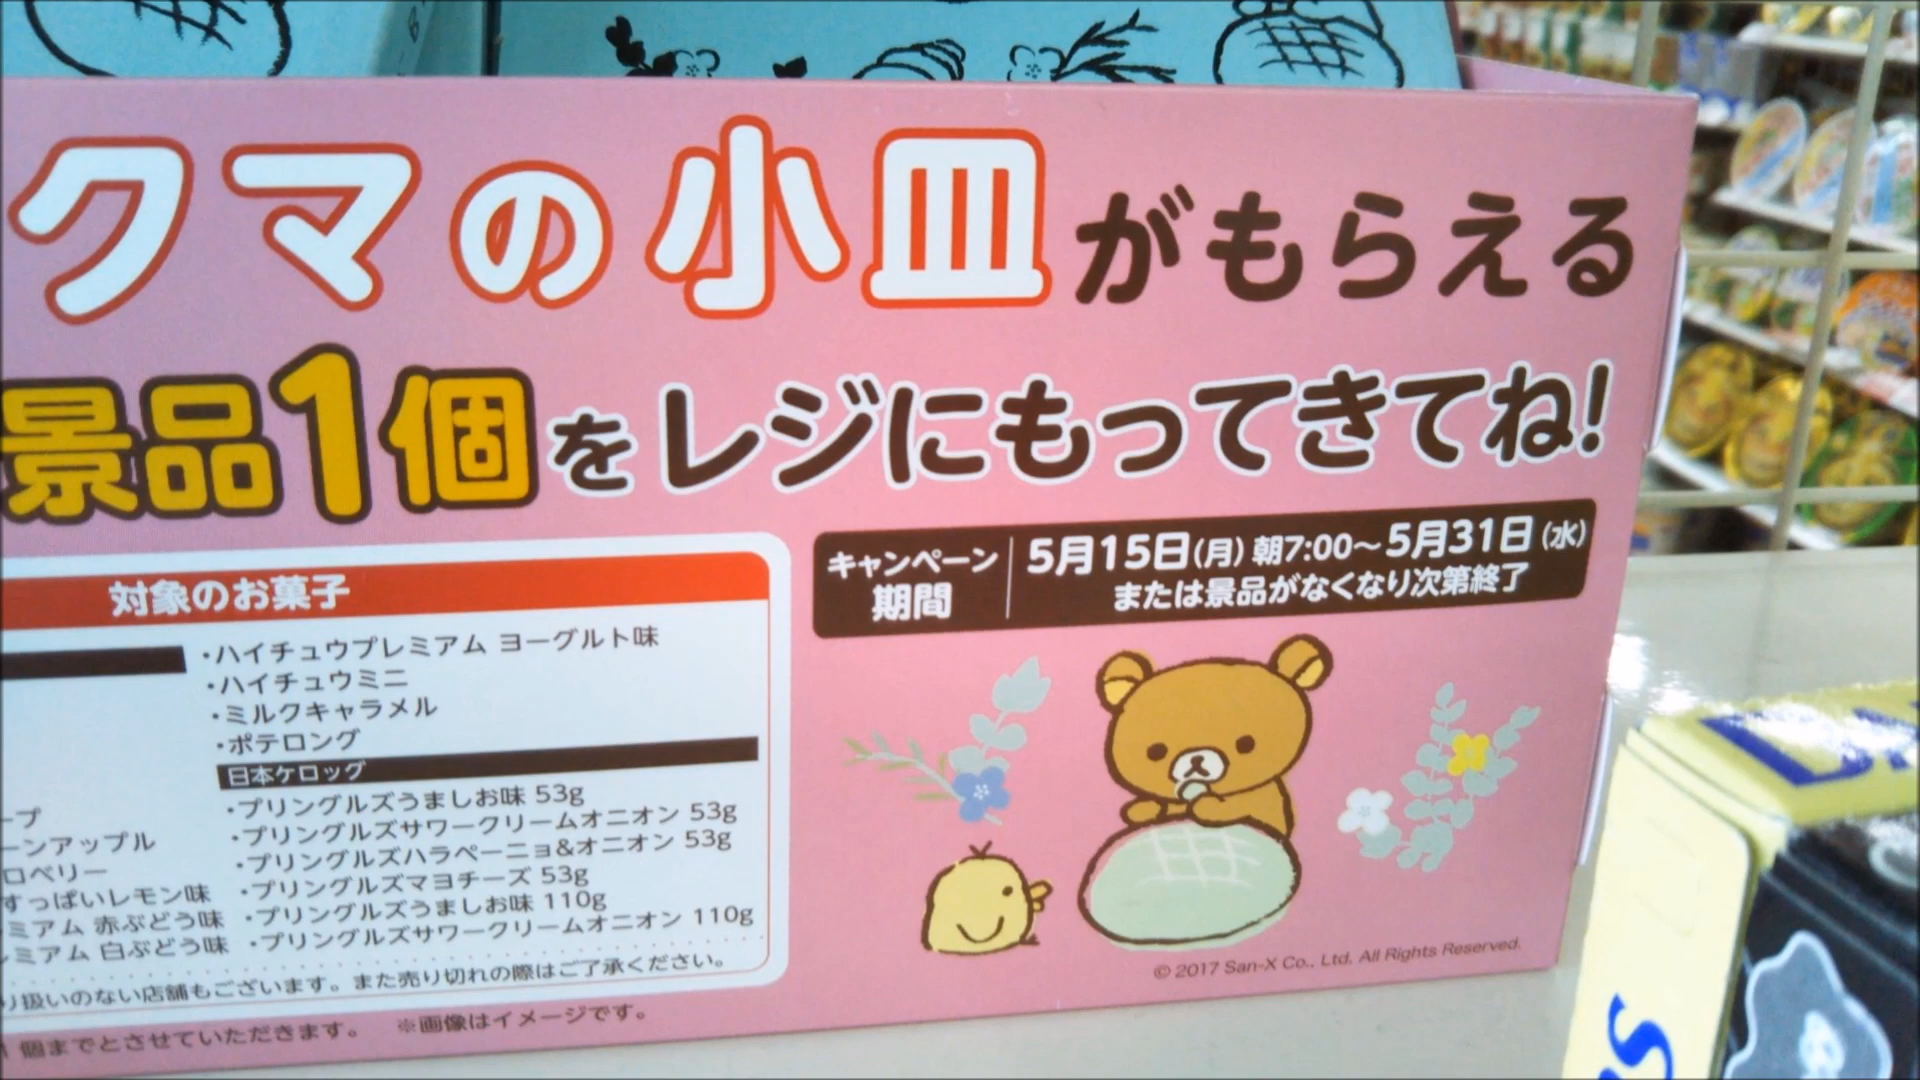 クマの小皿がもらえる
景品1個をレジにもってきてね!
キャンペーン期間
5月15日(月)朝7:00~5月31日(水)
または景品がなくなり次第終了
対象のお菓子
・ハイチュウプレミアム ヨーグルト味
・ハイチュウミニ
・ミルクキャラメル
・ポテロング
日本ケロッグ
・プリングルズうましお味 53g
・プリングルズサワークリームオニオン 53g
・プリングルズハラペーニョ&オニオン 53g
・プリングルズマヨチーズ 53g
・プリングルズうましお味 110g
・プリングルズサワークリームオニオン 110g
ープ
ーンアップル
ロベリー
すっぱいレモン味
ミアム 赤ぶどう味
レミアム 白ぶどう味
り扱いのない店舗もございます。また売り切れの際はご了承ください。
個までとさせていただきます。 ※画像はイメージです。
© 2017 San-X Co., Ltd. All Rights Reserved.